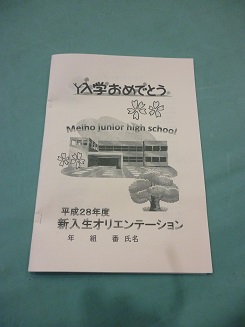 入学おめでとう
Meiho junior high school
平成28年度
新入生オリエンテーション
年 組 番 氏名